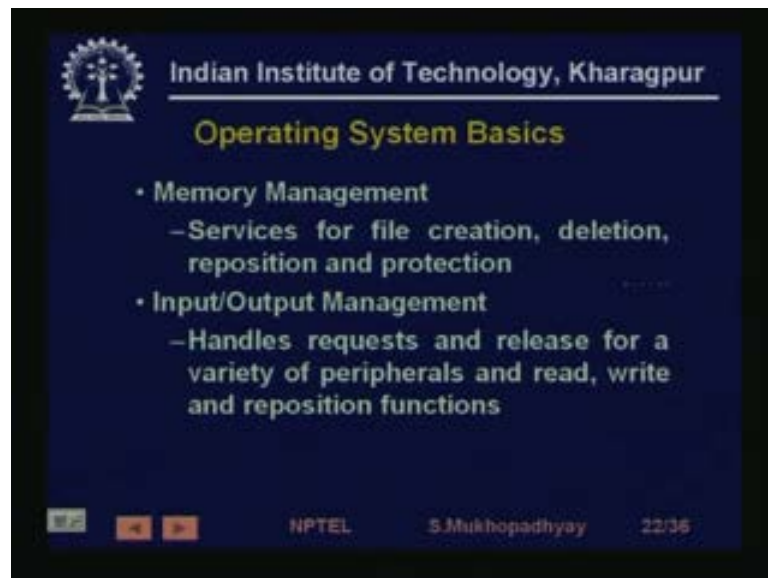 Indian Institute of Technology, Kharagpur
Operating System Basics
• Memory Management
–Services for file creation, deletion,
reposition and protection
• Input/Output Management
–Handles requests and release for a
variety of peripherals and read, write
and reposition functions
NPTEL S.Mukhopadhyay 22/36